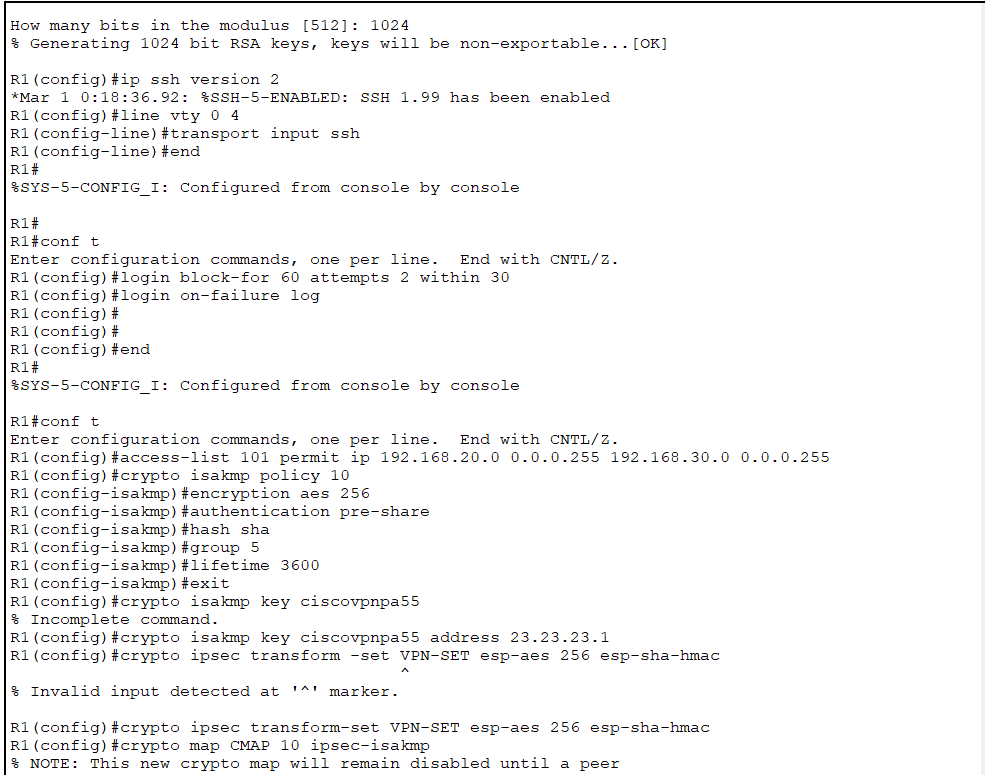 How many bits in the modulus [512]: 1024
% Generating 1024 bit RSA keys, keys will be non-exportable...[OK]
R1(config)#ip ssh version 2
*Mar 1 0:18:36.92: %SSH-5-ENABLED: SSH 1.99 has been enabled
R1(config)#line vty 0 4
R1(config-line)#transport input ssh
R1(config-line)#end
R1#
%SYS-5-CONFIG_I: Configured from console by console
R1#
R1#conf t
Enter configuration commands, one per line.  End with CNTL/Z.
R1(config)#login block-for 60 attempts 2 within 30
R1(config)#login on-failure log
R1(config)#
R1(config)#
R1(config)#end
R1#
%SYS-5-CONFIG_I: Configured from console by console
R1#conf t
Enter configuration commands, one per line.  End with CNTL/Z.
R1(config)#access-list 101 permit ip 192.168.20.0 0.0.0.255 192.168.30.0 0.0.0.255
R1(config)#crypto isakmp policy 10
R1(config-isakmp)#encryption aes 256
R1(config-isakmp)#authentication pre-share
R1(config-isakmp)#hash sha
R1(config-isakmp)#group 5
R1(config-isakmp)#lifetime 3600
R1(config-isakmp)#exit
R1(config)#crypto isakmp key ciscovpnpa55
% Incomplete command.
R1(config)#crypto isakmp key ciscovpnpa55 address 23.23.23.1
R1(config)#crypto ipsec transform -set VPN-SET esp-aes 256 esp-sha-hmac
^
% Invalid input detected at '^' marker.
R1(config)#crypto ipsec transform-set VPN-SET esp-aes 256 esp-sha-hmac
R1(config)#crypto map CMAP 10 ipsec-isakmp
% NOTE: This new crypto map will remain disabled until a peer